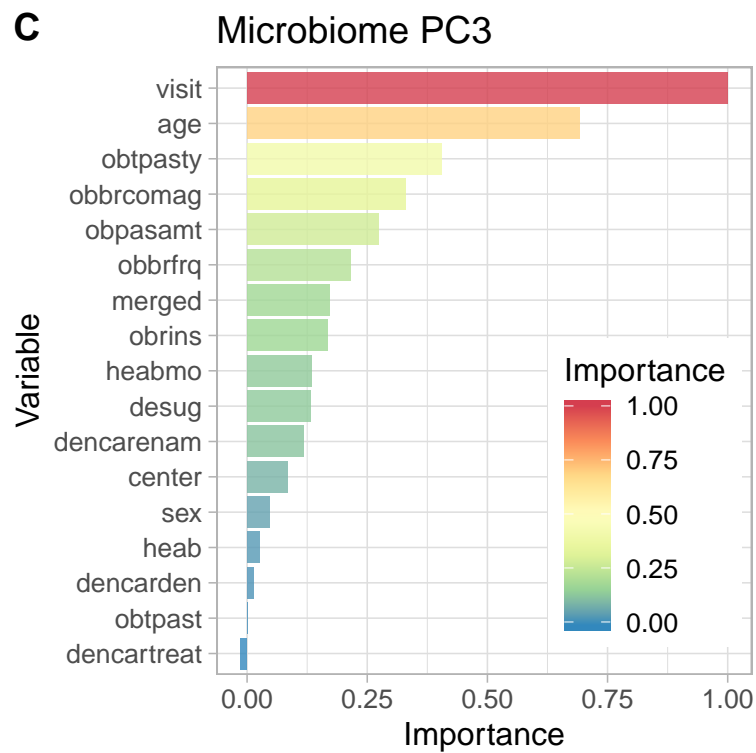 C
Microbiome PC3
visit
age
obtpasty
obbrcomag
obpasamt
obbrfrq
merged
obrins
heabmo
desug
dencarenam
center
sex
heab
dencarden
obtpast
dencartreat
Variable
Importance
1.00
0.75
0.50
0.25
0.00
0.00 0.25 0.50 0.75 1.00
Importance